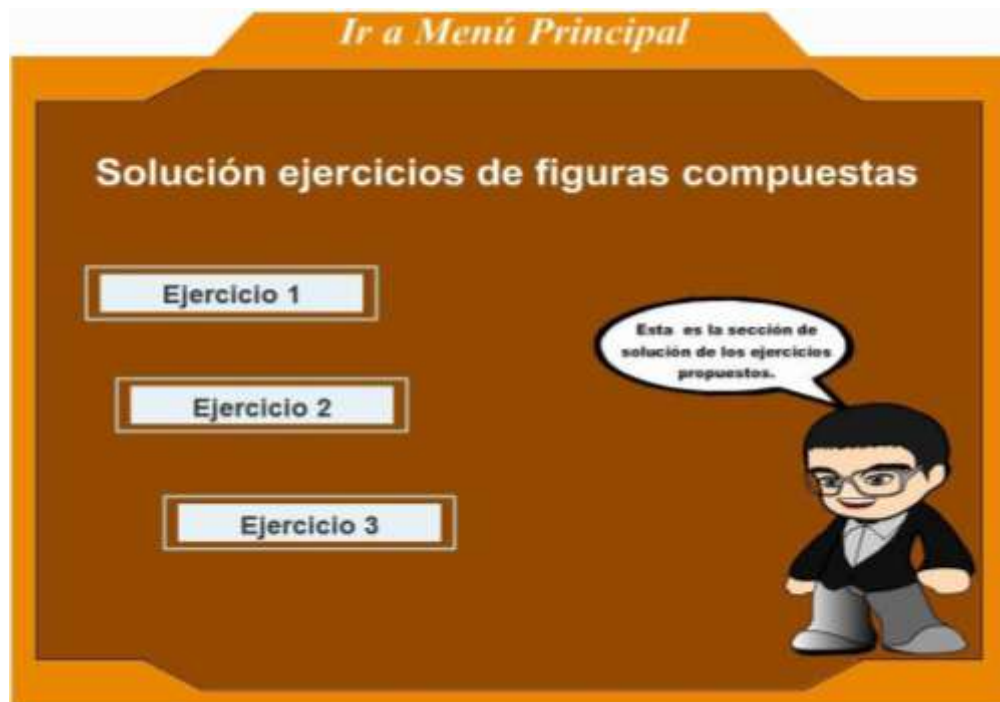 Ir a Menú Principal
Solución ejercicios de figuras compuestas
Ejercicio 1
Esta es la sección de
solución de los ejercicios
propuestos.
Ejercicio 2
Ejercicio 3